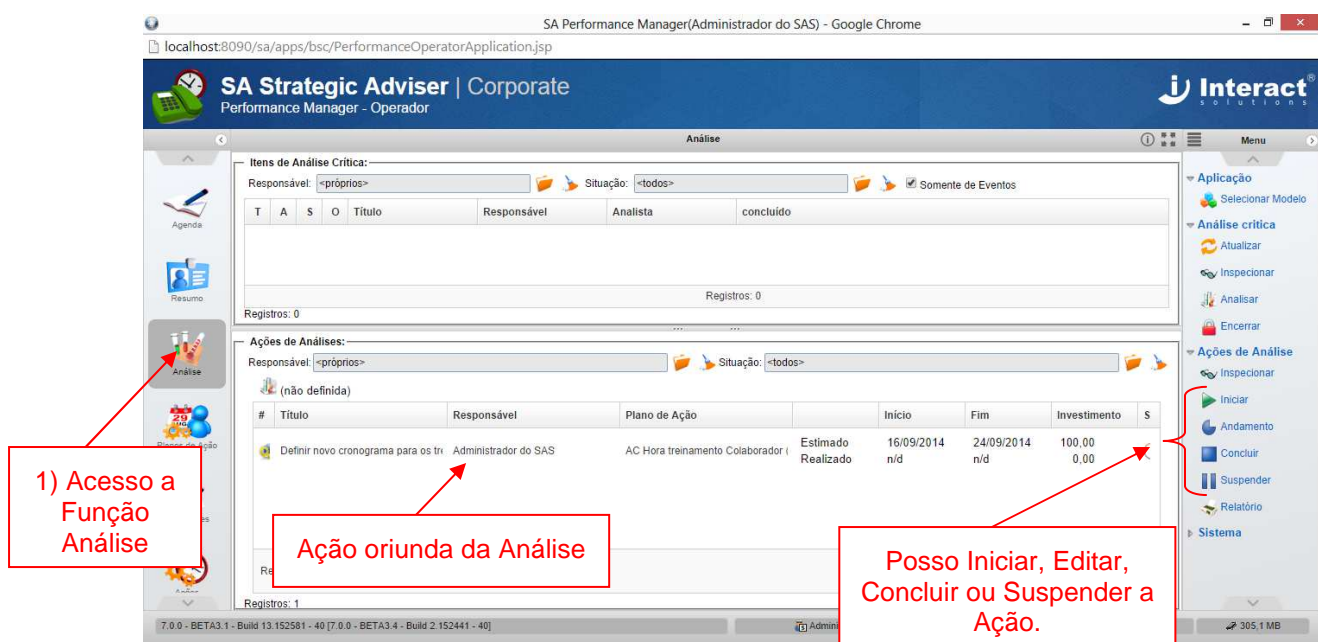 SA Performance Manager(Administrador do SAS) - Google Chrome
localhost:8090/sa/apps/bsc/PerformanceOperatorApplication.jsp
SA Strategic Adviser | Corporate
Performance Manager - Operador
Interact®
solutions
Análise
Menu
Itens de Análise Crítica:
Responsável: <próprios> Situação: <todos> Somente de Eventos
T A S O Título Responsável Analista concluído
Registros: 0
Registros: 0
Ações de Análises:
Responsável: <próprios> Situação: <todos>
(não definida)
# Título Responsável Plano de Ação Início Fim Investimento S
Definir novo cronograma para os tre Administrador do SAS AC Hora treinamento Colaborador ( Estimado 16/09/2014 24/09/2014 100,00
Realizado n/d n/d 0,00
Registros: 1
Agenda
Resumo
Análise
Aplicação
Selecionar Modelo
Análise critica
Atualizar
Inspecionar
Analisar
Encerrar
Ações de Análise
Inspecionar
Iniciar
Andamento
Concluir
Suspender
Relatório
Sistema
1) Acesso a
Função
Análise
Ação oriunda da Análise
Posso Iniciar, Editar,
Concluir ou Suspender a
Ação.
7.0.0 - BETA3.1 - Build 13.152581 - 40 [7.0.0 - BETA3.4 - Build 2.152441 - 40]
Admini
305,1 MB